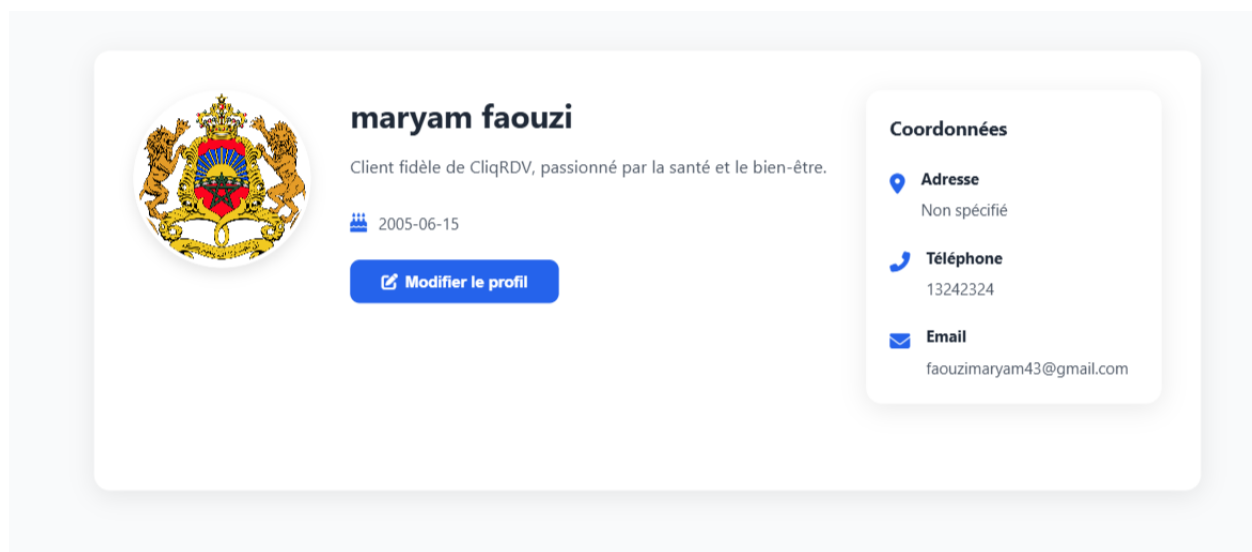 maryam faouzi
Client fidèle de CliqRDV, passionné par la santé et le bien-être.
2005-06-15
Modifier le profil
Coordonnées
Adresse
Non spécifié
Téléphone
13242324
Email
faouzimaryam43@gmail.com